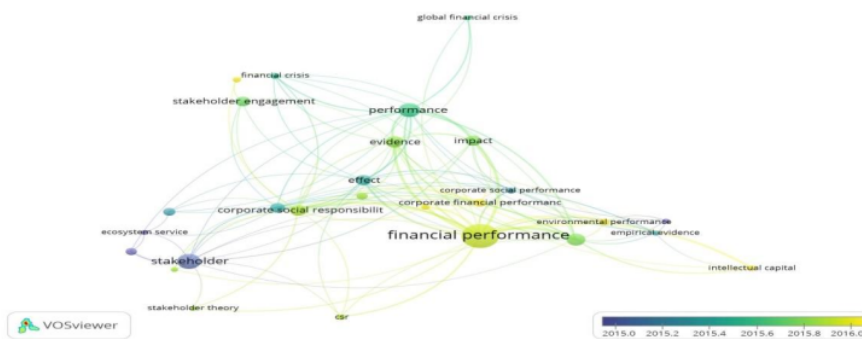 global financial crisis
financial crisis
stakeholder engagement
performance
evidence
impact
effect
corporate social performance
corporate financial performanc
corporate social responsibilit
environmental performance
ecosystem service
financial performance
empirical evidence
stakeholder
intellectual capital
stakeholder theory
csr
VOSviewer
2015.0 2015.2 2015.4 2015.6 2015.8 2016.0